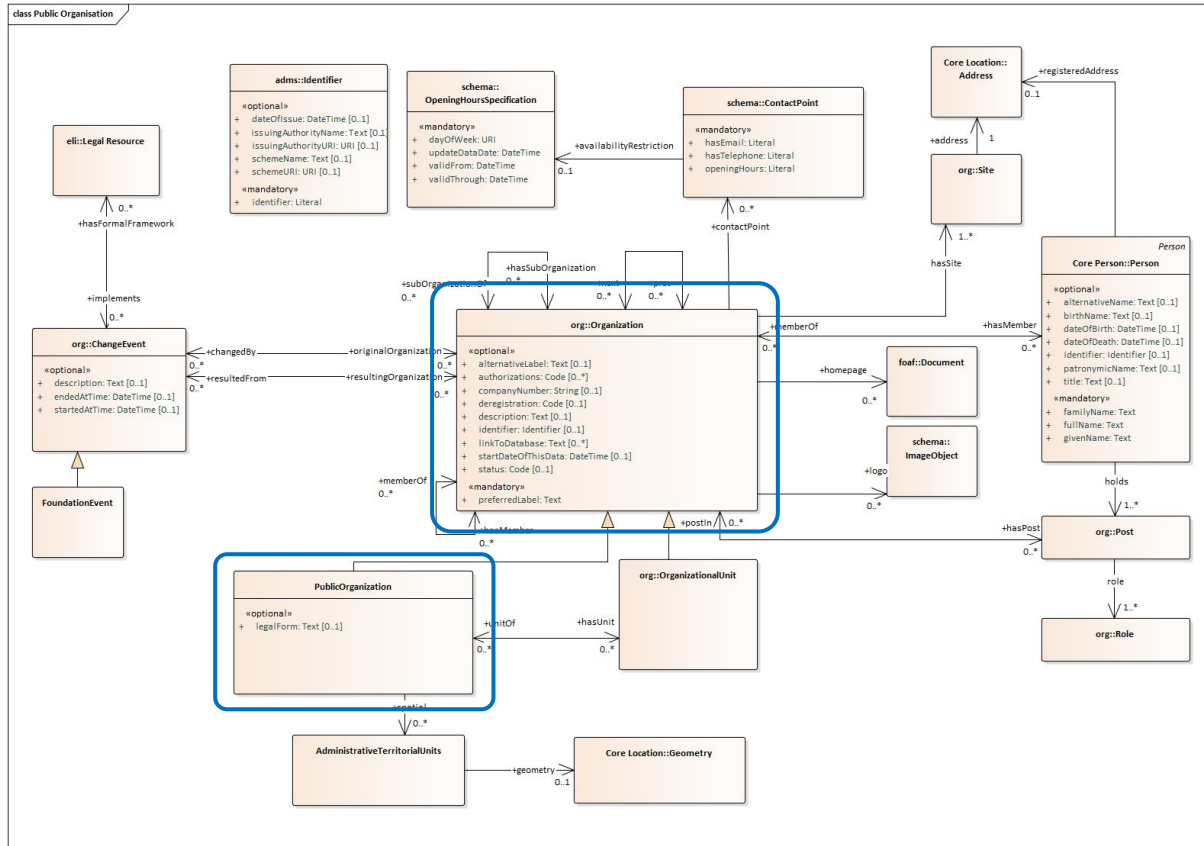 class Public Organisation
adms::Identifier
«optional»
+ dateOfIssue: DateTime [0..1]
+ issuingAuthorityName: Text [0..1]
+ issuingAuthorityURI: URI [0..1]
+ schemeName: Text [0..1]
+ schemeURI: URI [0..1]
«mandatory»
+ identifier: Literal
schema::
OpeningHoursSpecification
«mandatory»
+ dayOfWeek: URI
+ updateDataDate: DateTime
+ validFrom: DateTime
+ validThrough: DateTime
+availabilityRestriction
0..1
schema::ContactPoint
«mandatory»
+ hasEmail: Literal
+ hasTelephone: Literal
+ openingHours: Literal
0..*
+contactPoint
Core Location::
Address
+registeredAddress
0..1
+address
1
org::Site
1..*
hasSite
eli::Legal Resource
0..*
+hasFormalFramework
+implements
0..*
org::ChangeEvent
«optional»
+ description: Text [0..1]
+ endedAtTime: DateTime [0..1]
+ startedAtTime: DateTime [0..1]
FoundationEvent
+changedBy
0..*
+originalOrganization
0..*
+resultedFrom
0..*
+resultingOrganization
0..*
+subOrganizationOf
0..*
+hasSubOrganization
0..*
0..*
0..*
org::Organization
«optional»
+ alternativeLabel: Text [0..1]
+ authorizations: Code [0..*]
+ companyNumber: String [0..1]
+ deregistration: Code [0..1]
+ description: Text [0..1]
+ identifier: Identifier [0..1]
+ linkToDatabase: Text [0..*]
+ startDateOfThisData: DateTime [0..1]
+ status: Code [0..1]
«mandatory»
+ preferredLabel: Text
+memberOf
0..*
+hasMember
0..*
+memberOf
0..*
+hasMember
0..*
Person
Core Person::Person
«optional»
+ alternativeName: Text [0..1]
+ birthName: Text [0..1]
+ dateOfBirth: DateTime [0..1]
+ dateOfDeath: DateTime [0..1]
+ identifier: Identifier [0..1]
+ patronymicName: Text [0..1]
+ title: Text [0..1]
«mandatory»
+ familyName: Text
+ fullName: Text
+ givenName: Text
+homepage
0..*
foaf::Document
+logo
0..*
schema::
ImageObject
holds
1..*
+postIn
0..*
+hasPost
0..*
org::Post
role
1..*
org::Role
PublicOrganization
«optional»
+ legalForm: Text [0..1]
+unitOf
0..*
+hasUnit
0..*
org::OrganizationalUnit
+spatial
0..*
AdministrativeTerritorialUnits
+geometry
0..1
Core Location::Geometry